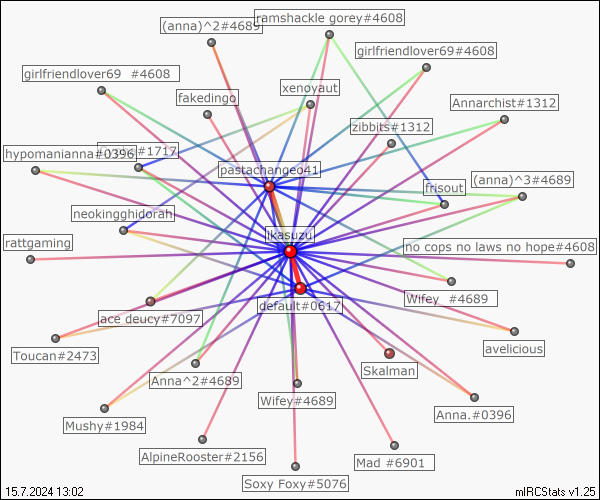 (anna)^2#4689
ramshackle gorey#4608
girlfriendlover69#4608
girlfriendlover69 #4608
xenoyaut
fakedingo
Annarchist#1312
zibbits#1312
hypomanianna#0396
#1717
pastachangeo41
frisout
(anna)^3#4689
neokingghidorah
ikasuzu
rattgaming
no cops no laws no hope#4608
default#0617
Wifey #4689
ace deucy#7097
avelicious
Toucan#2473
Skalman
Anna^2#4689
Wifey#4689
Anna.#0396
Mushy#1984
AlpineRooster#2156
Mad #6901
Soxy Foxy#5076
15.7.2024 13:02
mIRCStats v1.25